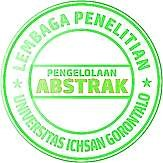 LEMBAGA PENELITIAN
PENGELOLAAN
ABSTRAK
* UNIVERSITAS ICHSAN GORONTALO *